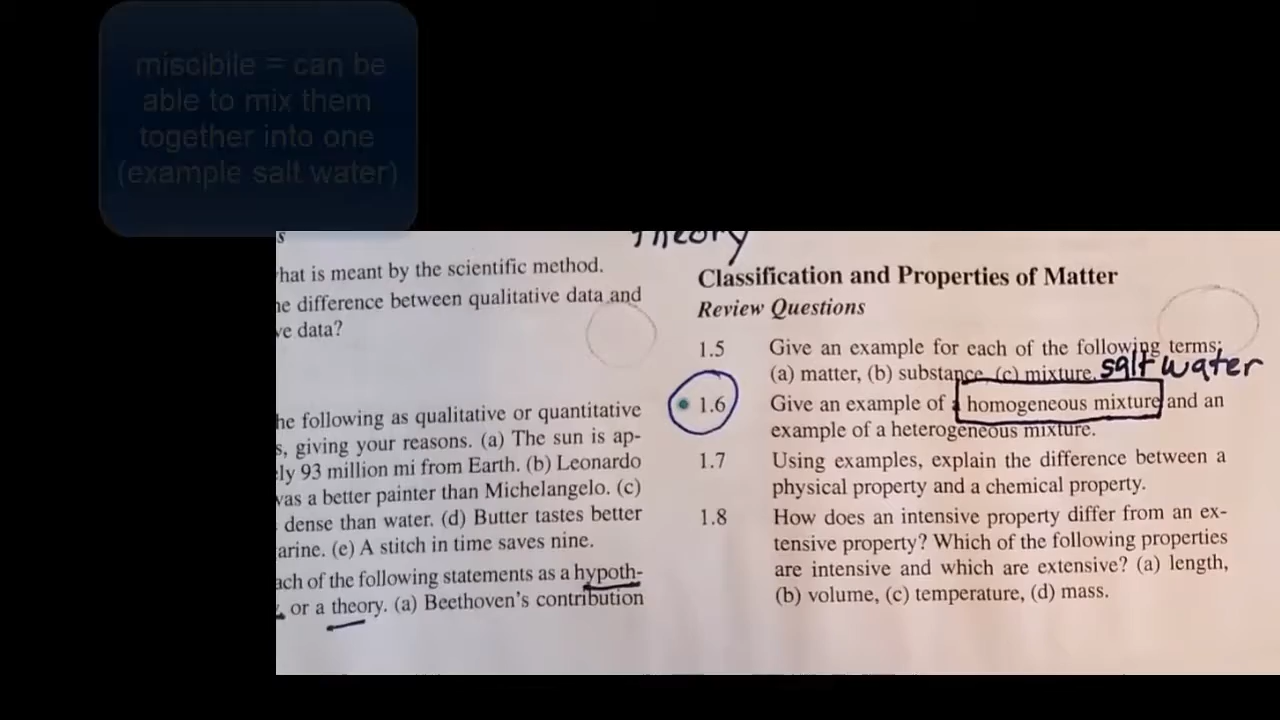 miscibile = can be
able to mix them
together into one
(example salt water)
Theory
hat is meant by the scientific method.
e difference between qualitative data and
ve data?
he following as qualitative or quantitative
s, giving your reasons. (a) The sun is ap-
ly 93 million mi from Earth. (b) Leonardo
was a better painter than Michelangelo. (c)
dense than water. (d) Butter tastes better
arine. (e) A stitch in time saves nine.
ach of the following statements as a hypoth-
or a theory. (a) Beethoven's contribution
Classification and Properties of Matter
Review Questions
1.5 Give an example for each of the following terms:
(a) matter, (b) substance, (c) mixture. salt water
1.6 Give an example of a homogeneous mixture and an
example of a heterogeneous mixture.
1.7 Using examples, explain the difference between a
physical property and a chemical property.
1.8 How does an intensive property differ from an ex-
tensive property? Which of the following properties
are intensive and which are extensive? (a) length,
(b) volume, (c) temperature, (d) mass.